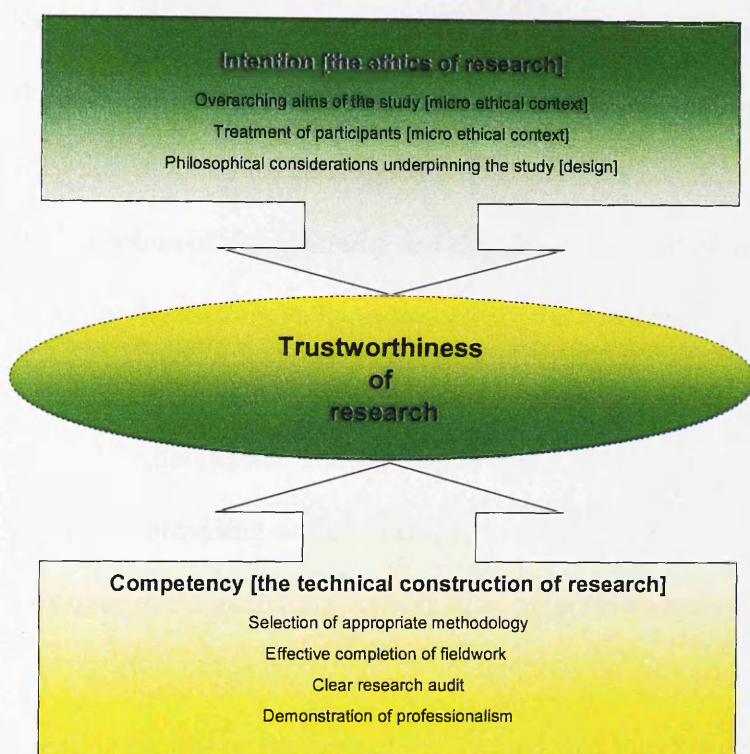 Intention [the ethics of research]
Overarching aims of the study [micro ethical context]
Treatment of participants [micro ethical context]
Philosophical considerations underpinning the study [design]
Trustworthiness
of
research
Competency [the technical construction of research]
Selection of appropriate methodology
Effective completion of fieldwork
Clear research audit
Demonstration of professionalism